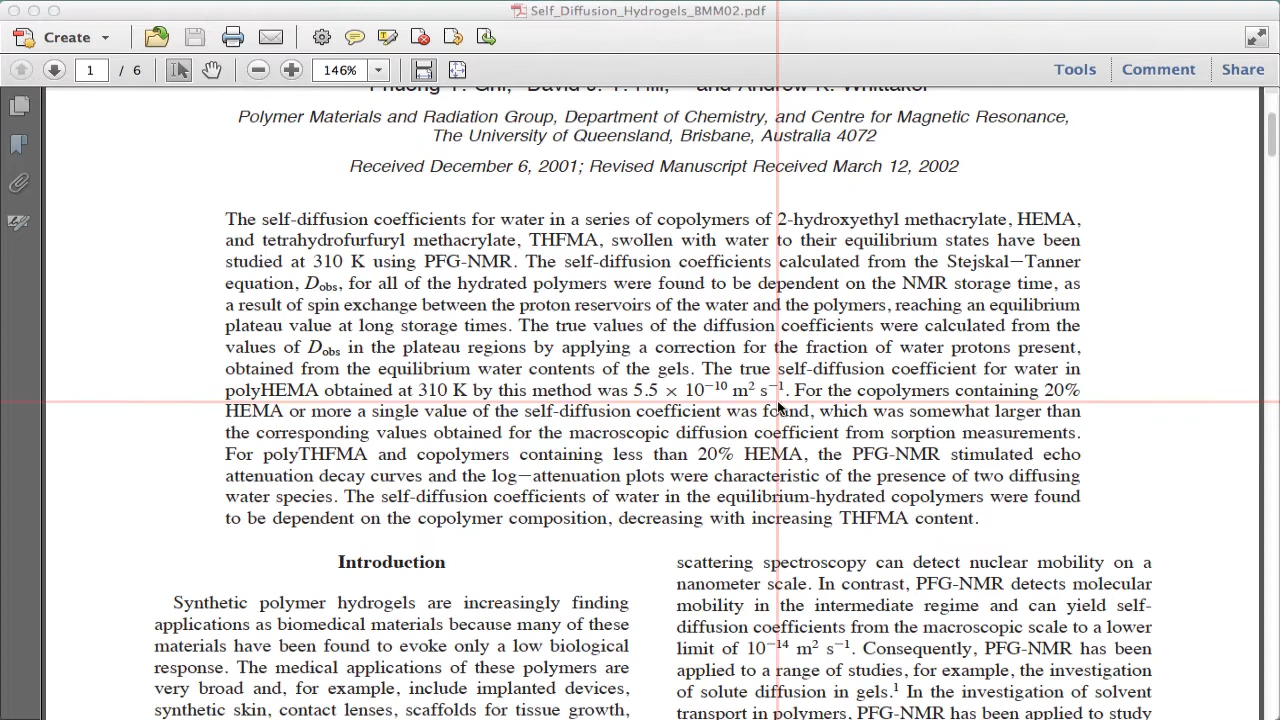 Self_Diffusion_Hydrogels_BMM02.pdf
Create
1 / 6
146%
Tools Comment Share
Phuong Y. Ghi, David J. T. Hill, and Andrew K. Whittaker
Polymer Materials and Radiation Group, Department of Chemistry, and Centre for Magnetic Resonance,
The University of Queensland, Brisbane, Australia 4072
Received December 6, 2001; Revised Manuscript Received March 12, 2002
The self-diffusion coefficients for water in a series of copolymers of 2-hydroxyethyl methacrylate, HEMA,
and tetrahydrofurfuryl methacrylate, THFMA, swollen with water to their equilibrium states have been
studied at 310 K using PFG-NMR. The self-diffusion coefficients calculated from the Stejskal−Tanner
equation, Dobs, for all of the hydrated polymers were found to be dependent on the NMR storage time, as
a result of spin exchange between the proton reservoirs of the water and the polymers, reaching an equilibrium
plateau value at long storage times. The true values of the diffusion coefficients were calculated from the
values of Dobs in the plateau regions by applying a correction for the fraction of water protons present,
obtained from the equilibrium water contents of the gels. The true self-diffusion coefficient for water in
polyHEMA obtained at 310 K by this method was 5.5 × 10⁻¹⁰ m² s⁻¹. For the copolymers containing 20%
HEMA or more a single value of the self-diffusion coefficient was found, which was somewhat larger than
the corresponding values obtained for the macroscopic diffusion coefficient from sorption measurements.
For polyTHFMA and copolymers containing less than 20% HEMA, the PFG-NMR stimulated echo
attenuation decay curves and the log−attenuation plots were characteristic of the presence of two diffusing
water species. The self-diffusion coefficients of water in the equilibrium-hydrated copolymers were found
to be dependent on the copolymer composition, decreasing with increasing THFMA content.
Introduction
Synthetic polymer hydrogels are increasingly finding
applications as biomedical materials because many of these
materials have been found to evoke only a low biological
response. The medical applications of these polymers are
very broad and, for example, include implanted devices,
synthetic skin, contact lenses, scaffolds for tissue growth,
scattering spectroscopy can detect nuclear mobility on a
nanometer scale. In contrast, PFG-NMR detects molecular
mobility in the intermediate regime and can yield self-
diffusion coefficients from the macroscopic scale to a lower
limit of 10⁻¹⁴ m² s⁻¹. Consequently, PFG-NMR has been
applied to a range of studies, for example, the investigation
of solute diffusion in gels.¹ In the investigation of solvent
transport in polymers, PFG-NMR has been applied to study